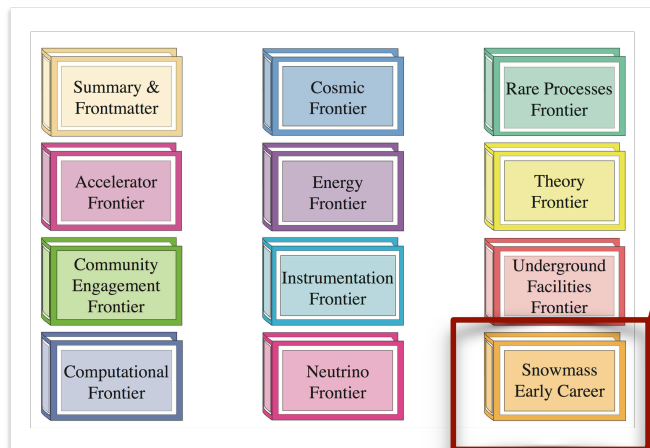 Summary &
Frontmatter
Cosmic
Frontier
Rare Processes
Frontier
Accelerator
Frontier
Energy
Frontier
Theory
Frontier
Community
Engagement
Frontier
Instrumentation
Frontier
Underground
Facilities
Frontier
Computational
Frontier
Neutrino
Frontier
Snowmass
Early Career